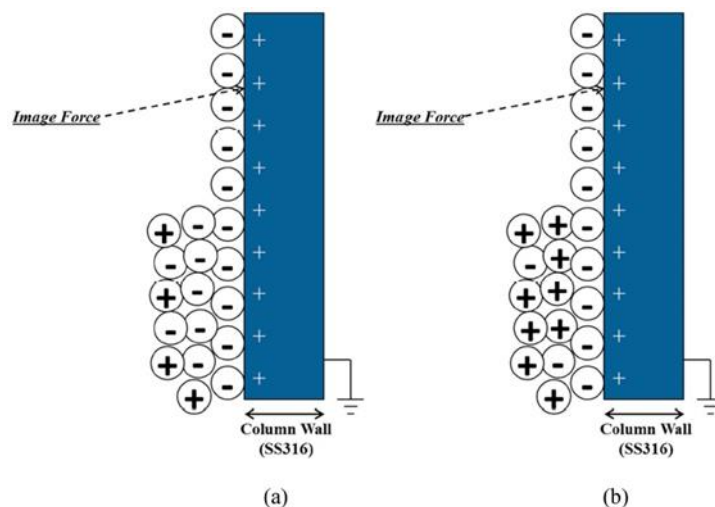 Image Force
Image Force
Column Wall
(SS316)
Column Wall
(SS316)
(a)
(b)